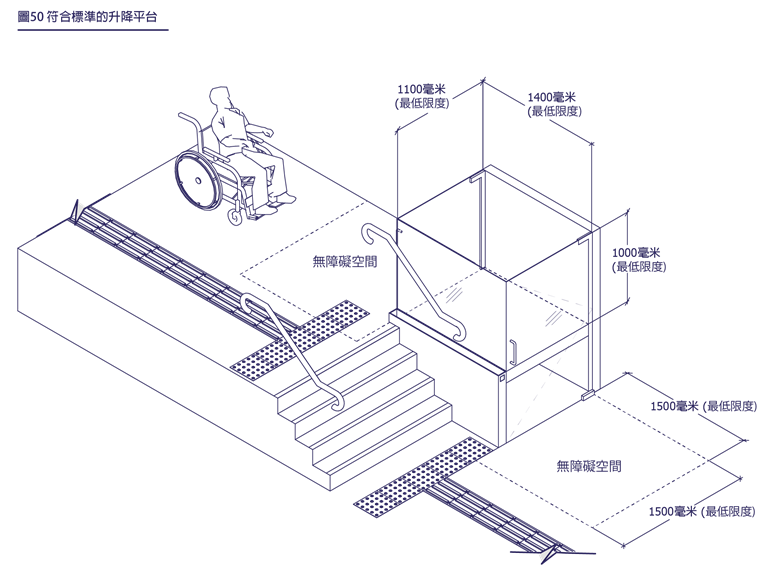 圖50 符合標準的升降平台
1100毫米
(最低限度)
1400毫米
(最低限度)
無障礙空間
1000毫米
(最低限度)
1500毫米 (最低限度)
無障礙空間
1500毫米 (最低限度)